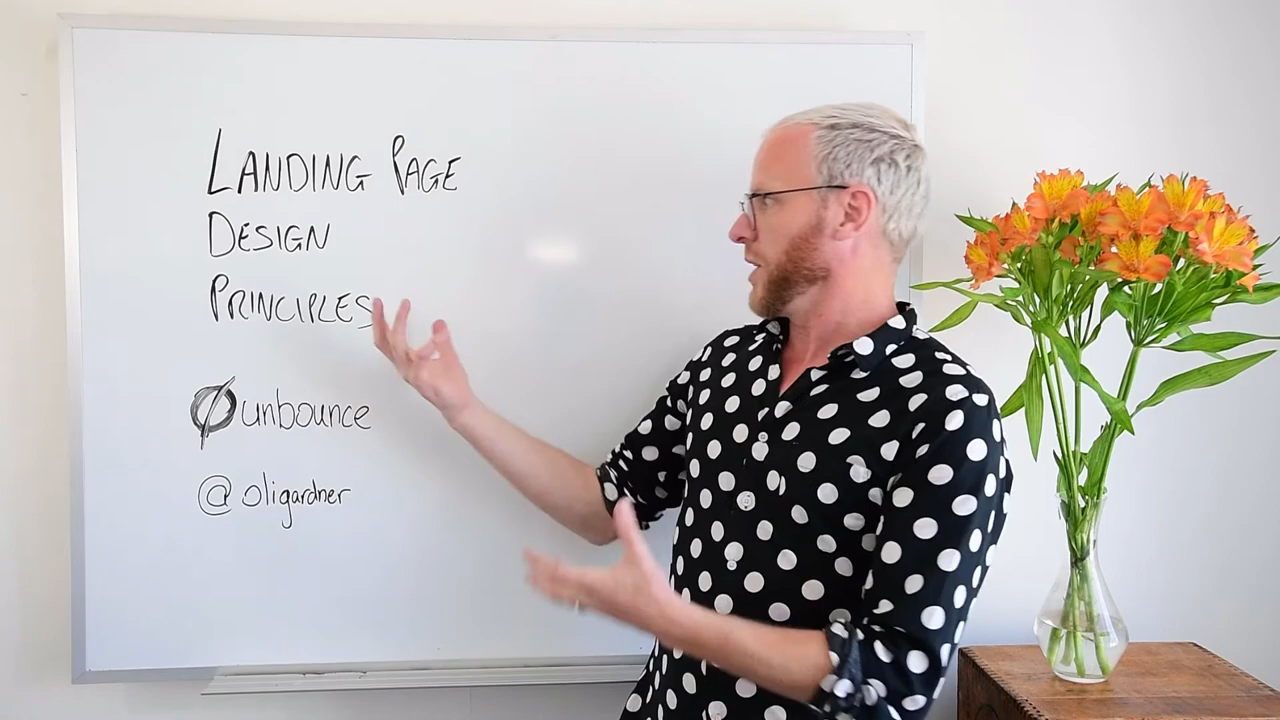 LANDING PAGE
DESIGN
PRINCIPLES
unbounce
@oligardner